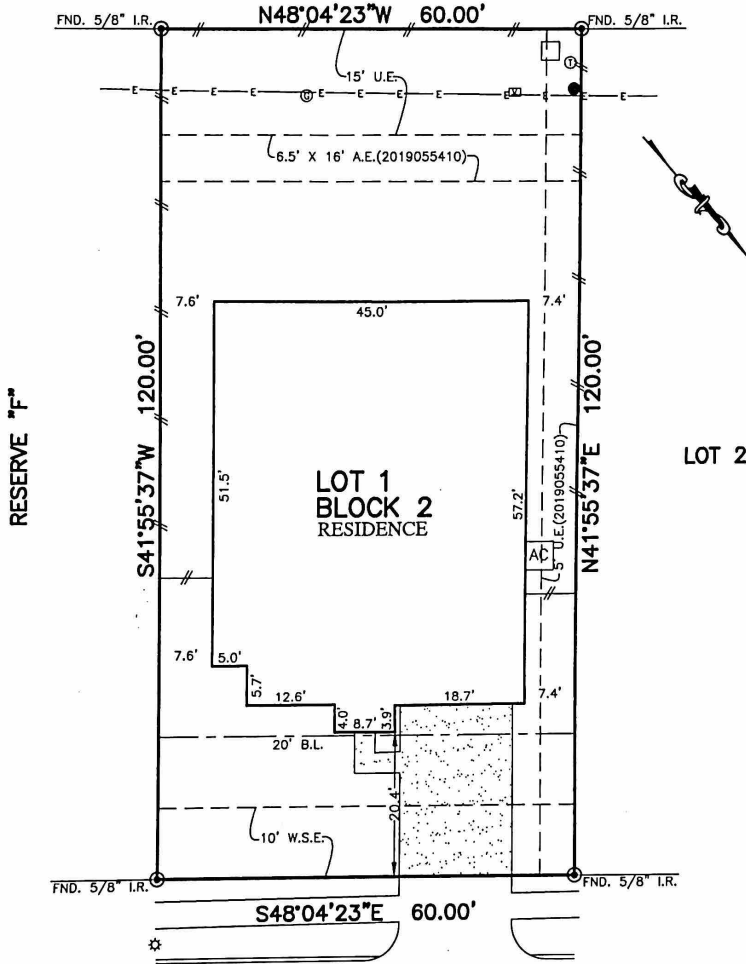 N48°04'23"W 60.00'
FND. 5/8" I.R.
FND. 5/8" I.R.
15' U.E.
E E E E E E E E E E E
G
V
T
6.5' X 16' A.E.(2019055410)
7.6'
45.0'
7.4'
RESERVE "F"
S41°55'37"W 120.00'
51.5'
LOT 1
BLOCK 2
RESIDENCE
57.2'
AC
5' U.E.(2019055410)
N41°55'37"E 120.00'
LOT 2
7.6'
5.0'
5.7'
12.6'
4.0'
8.7'
3.9'
18.7'
7.4'
20' B.L.
20.4'
10' W.S.E.
FND. 5/8" I.R.
FND. 5/8" I.R.
S48°04'23"E 60.00'